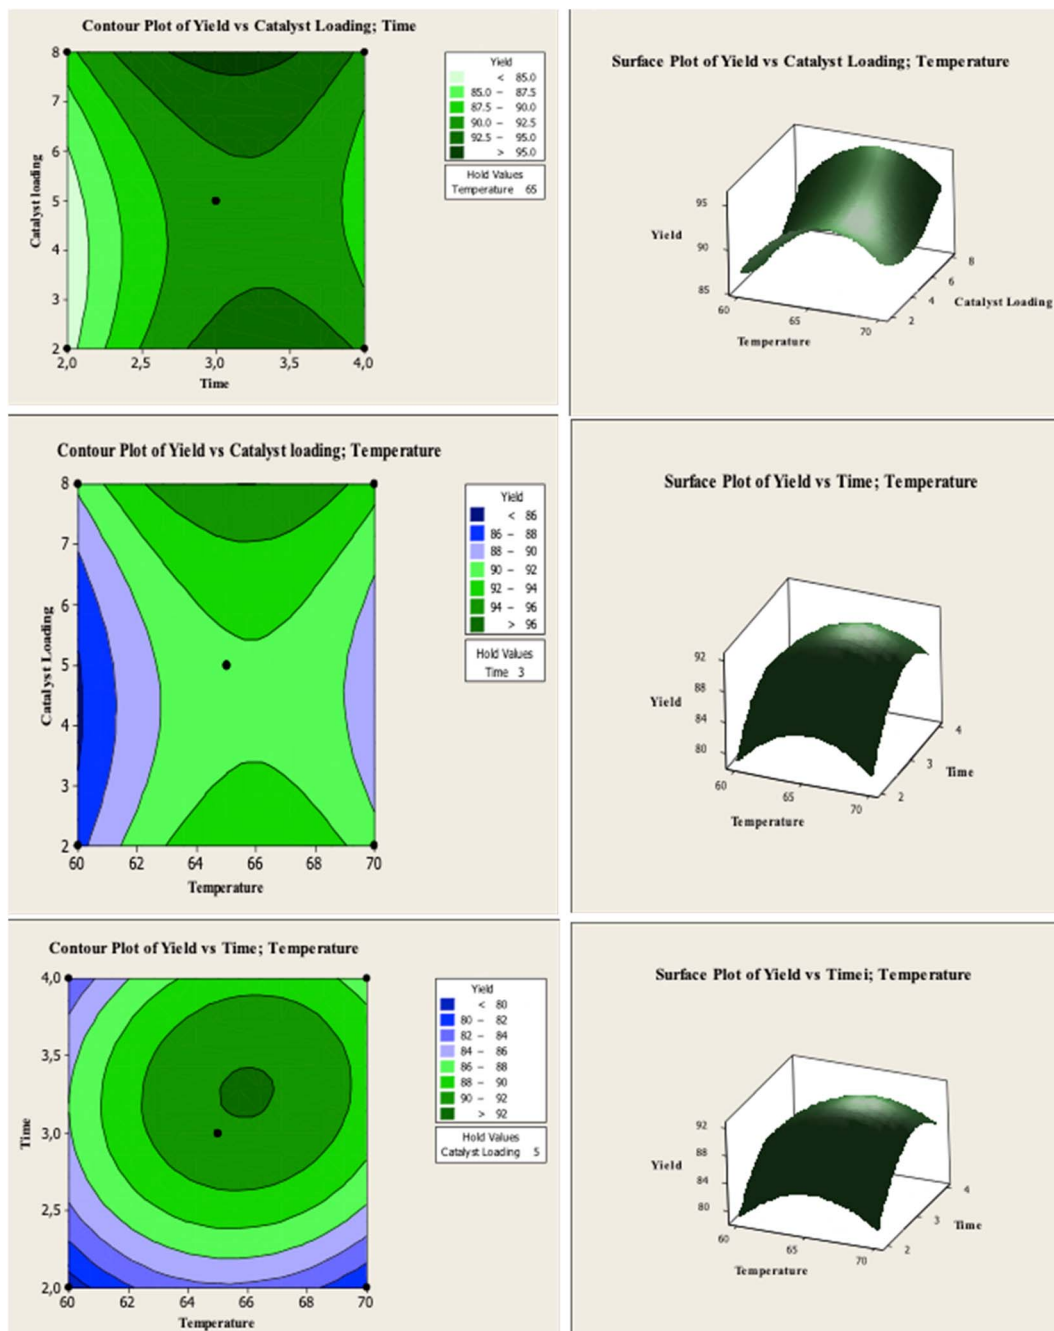 Contour Plot of Yield vs Catalyst Loading; Time
8
7
6
5
4
3
2
Catalyst loading
2,0 2,5 3,0 3,5 4,0
Time
Yield
< 85.0
85.0 – 87.5
87.5 – 90.0
90.0 – 92.5
92.5 – 95.0
> 95.0
Hold Values
Temperature 65
Surface Plot of Yield vs Catalyst Loading; Temperature
95
90
85
Yield
60 65 70
Temperature
2 4 6 8
Catalyst Loading
Contour Plot of Yield vs Catalyst loading; Temperature
8
7
6
5
4
3
2
Catalyst Loading
60 62 64 66 68 70
Temperature
Yield
< 86
86 – 88
88 – 90
90 – 92
92 – 94
94 – 96
> 96
Hold Values
Time 3
Surface Plot of Yield vs Time; Temperature
92
88
84
80
Yield
60 65 70
Temperature
2 3 4
Time
Contour Plot of Yield vs Time; Temperature
4,0
3,5
3,0
2,5
2,0
Time
60 62 64 66 68 70
Temperature
Yield
< 80
80 – 82
82 – 84
84 – 86
86 – 88
88 – 90
90 – 92
> 92
Hold Values
Catalyst Loading 5
Surface Plot of Yield vs Timei; Temperature
92
88
84
80
Yield
60 65 70
Temperature
2 3 4
Time